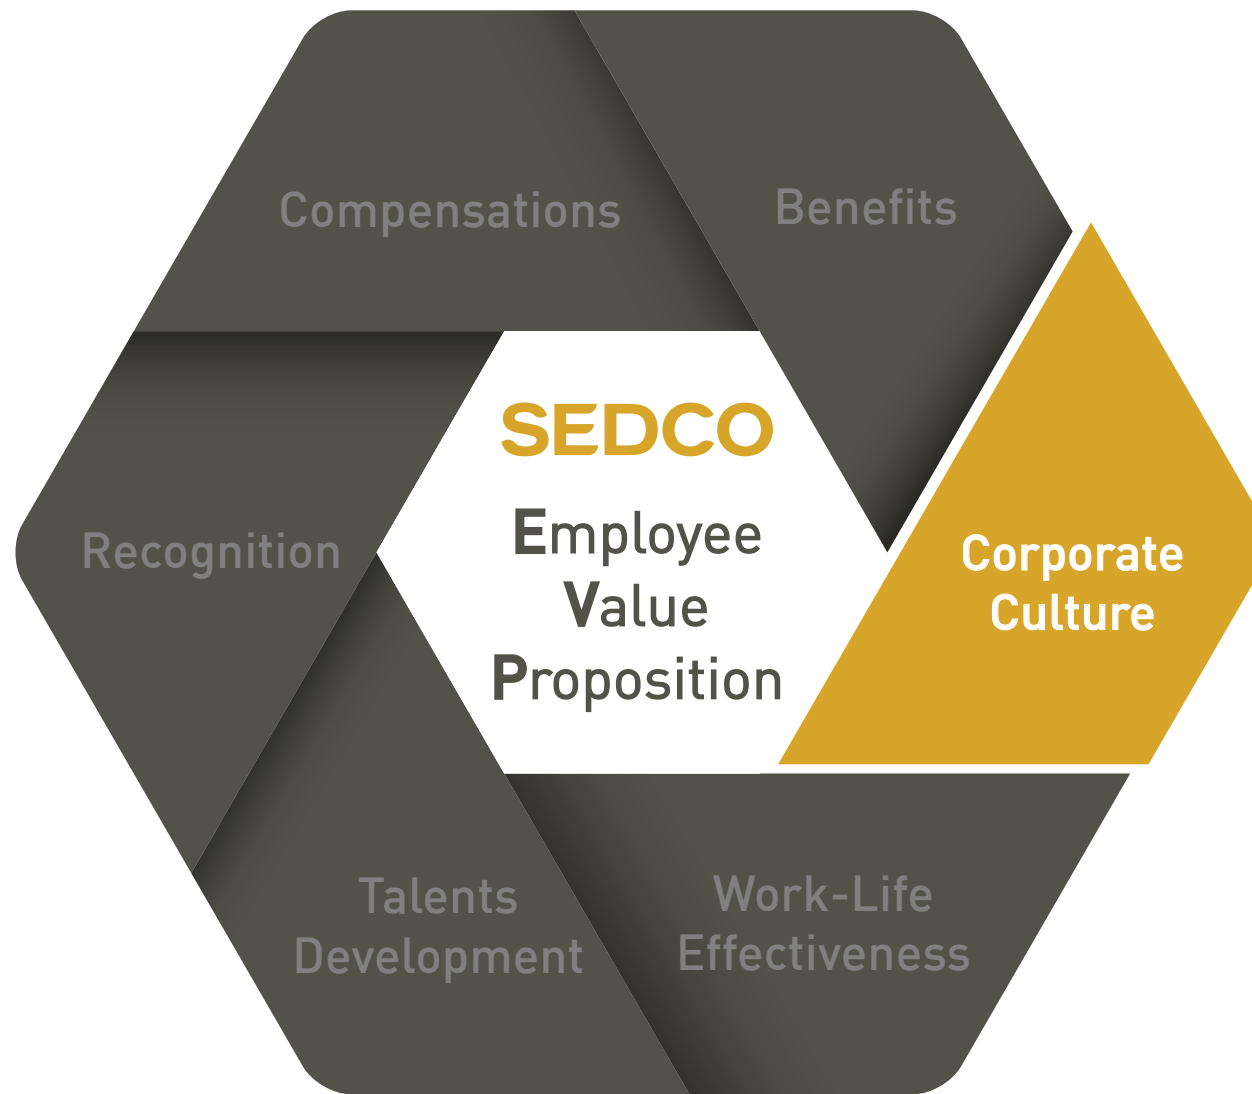 Compensations
Benefits
SEDCO
Employee
Value
Proposition
Recognition
Corporate
Culture
Talents
Development
Work-Life
Effectiveness